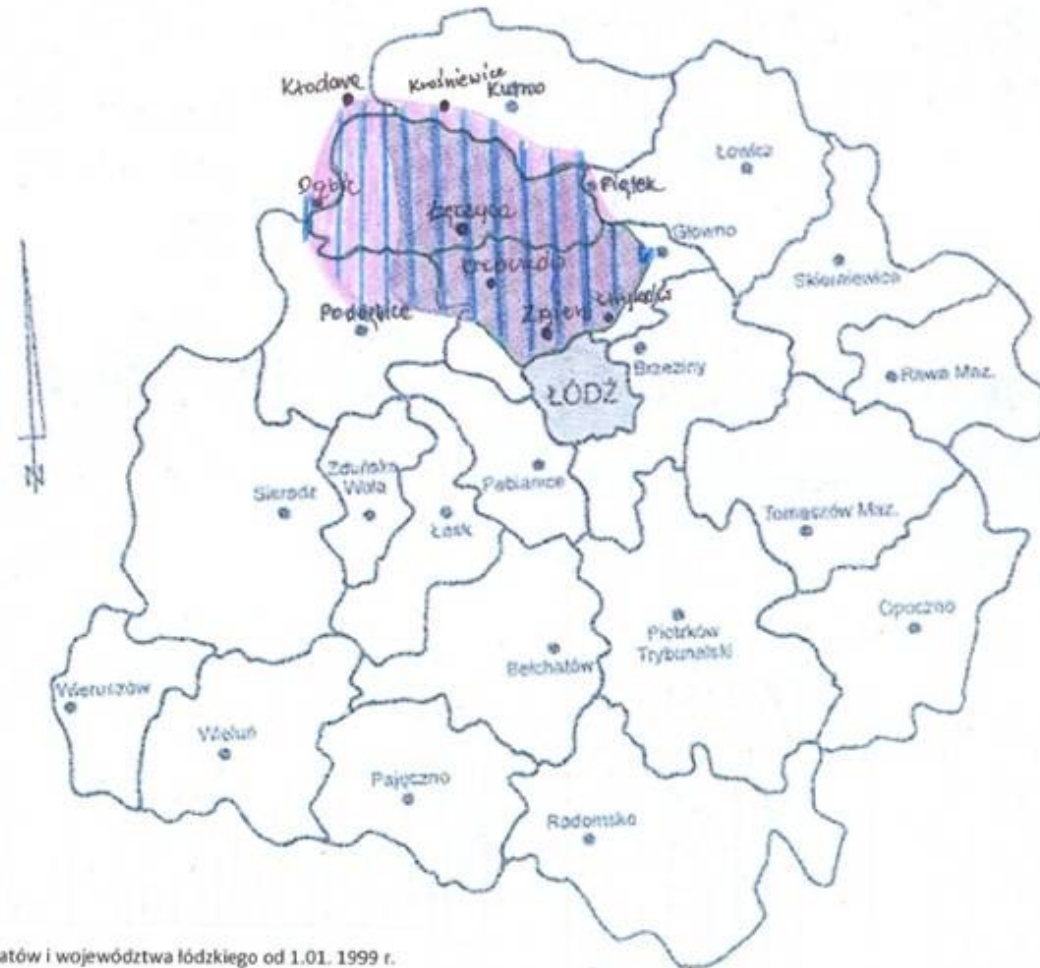 Kłodawa
Krośniewice
Kutno
Łowicz
Dąbie
Piątek
Łęczyca
Głowno
Ozorków
Skierniewice
Poddębice
Zgierz
Stryków
Brzeziny
Rawa Maz.
ŁÓDŹ
Zduńska
Wola
Pabianice
Sieradz
Łask
Tomaszów Maz.
Opoczno
Piotrków
Trybunalski
Bełchatów
Wieruszów
Wieluń
Pajęczno
Radomsko
N
atów i województwa łódzkiego od 1.01. 1999 r.